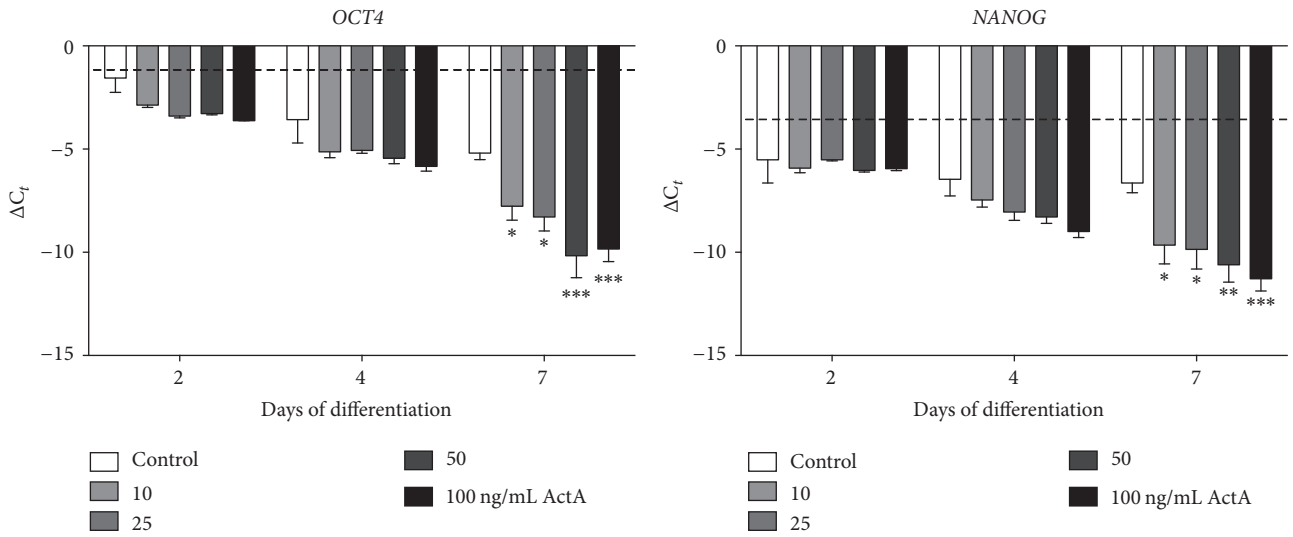 OCT4
0
−5
−10
−15
ΔCt
* * *** ***
2 4 7
Days of differentiation
Control
10
25
50
100 ng/mL ActA
NANOG
0
−5
−10
−15
ΔCt
* * ** ***
2 4 7
Days of differentiation
Control
10
25
50
100 ng/mL ActA